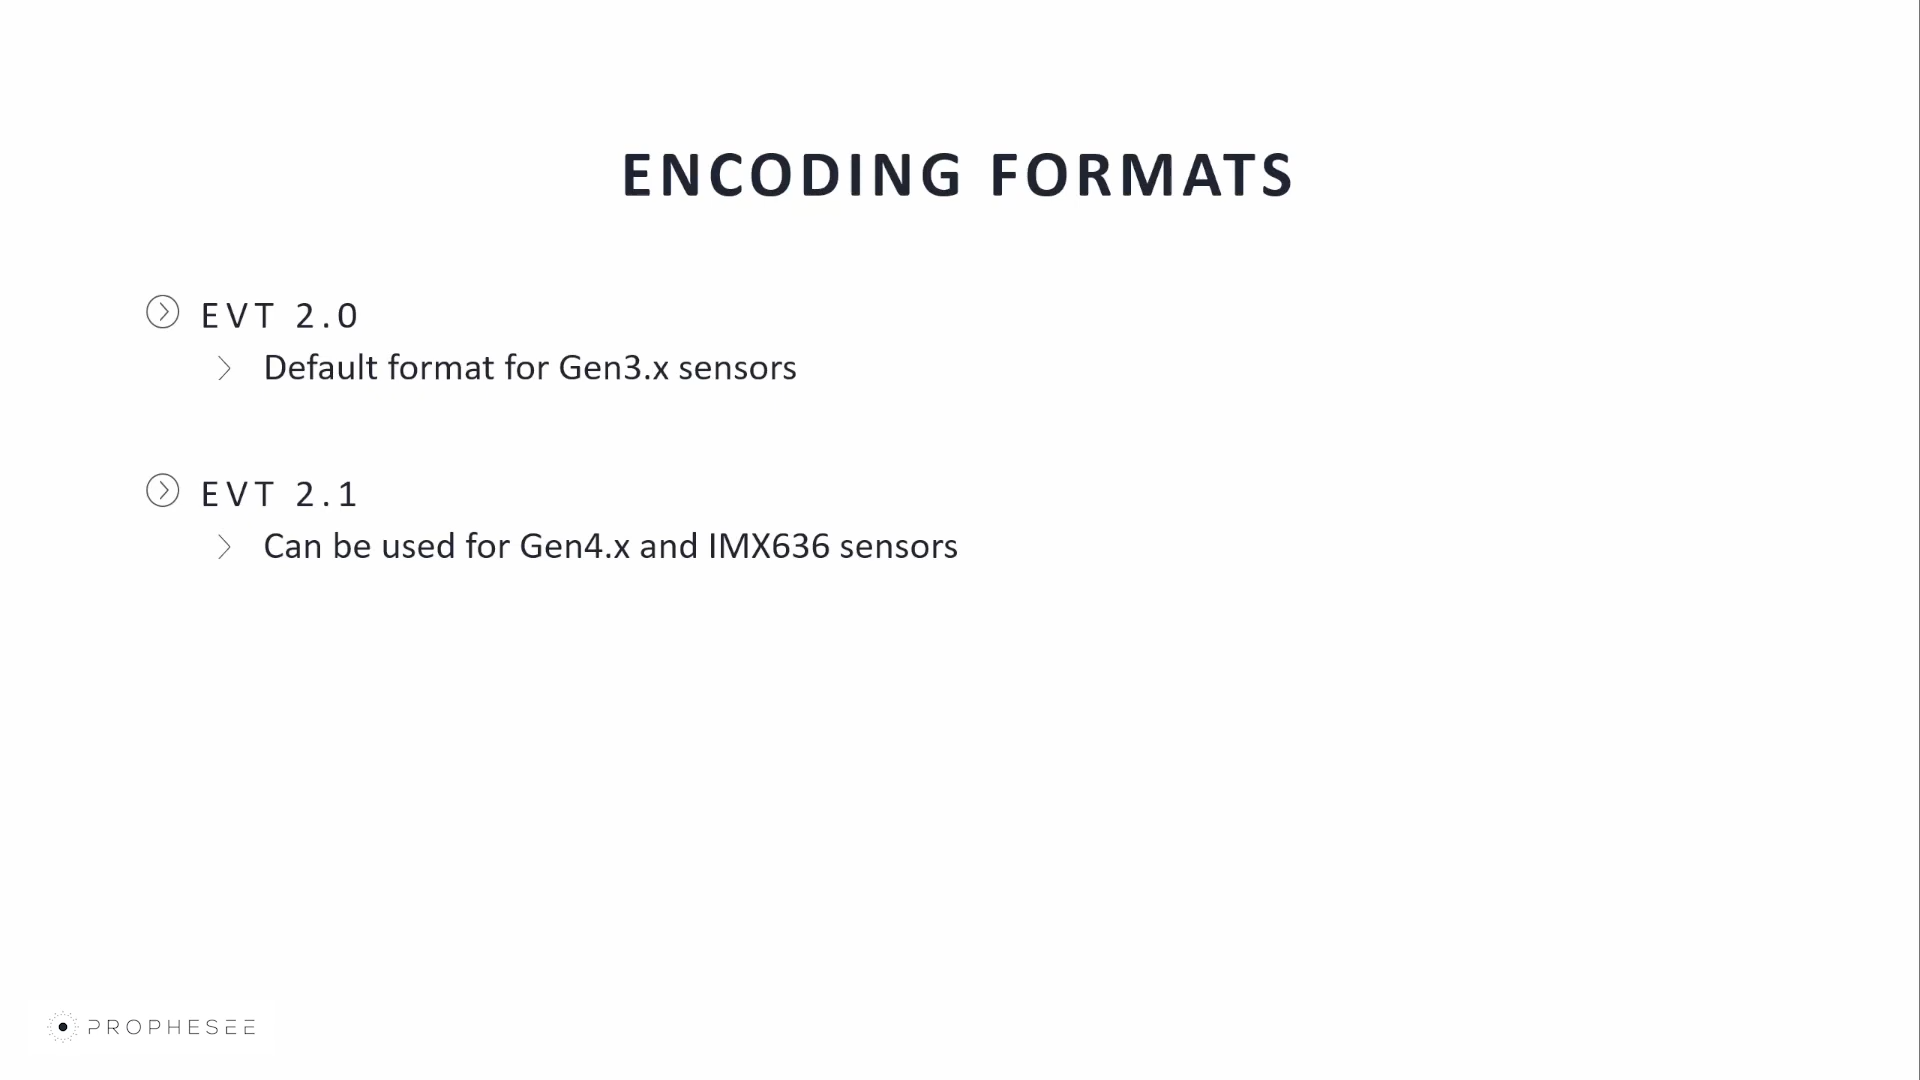 ENCODING FORMATS
EVT 2.0
Default format for Gen3.x sensors
EVT 2.1
Can be used for Gen4.x and IMX636 sensors
PROPHESEE